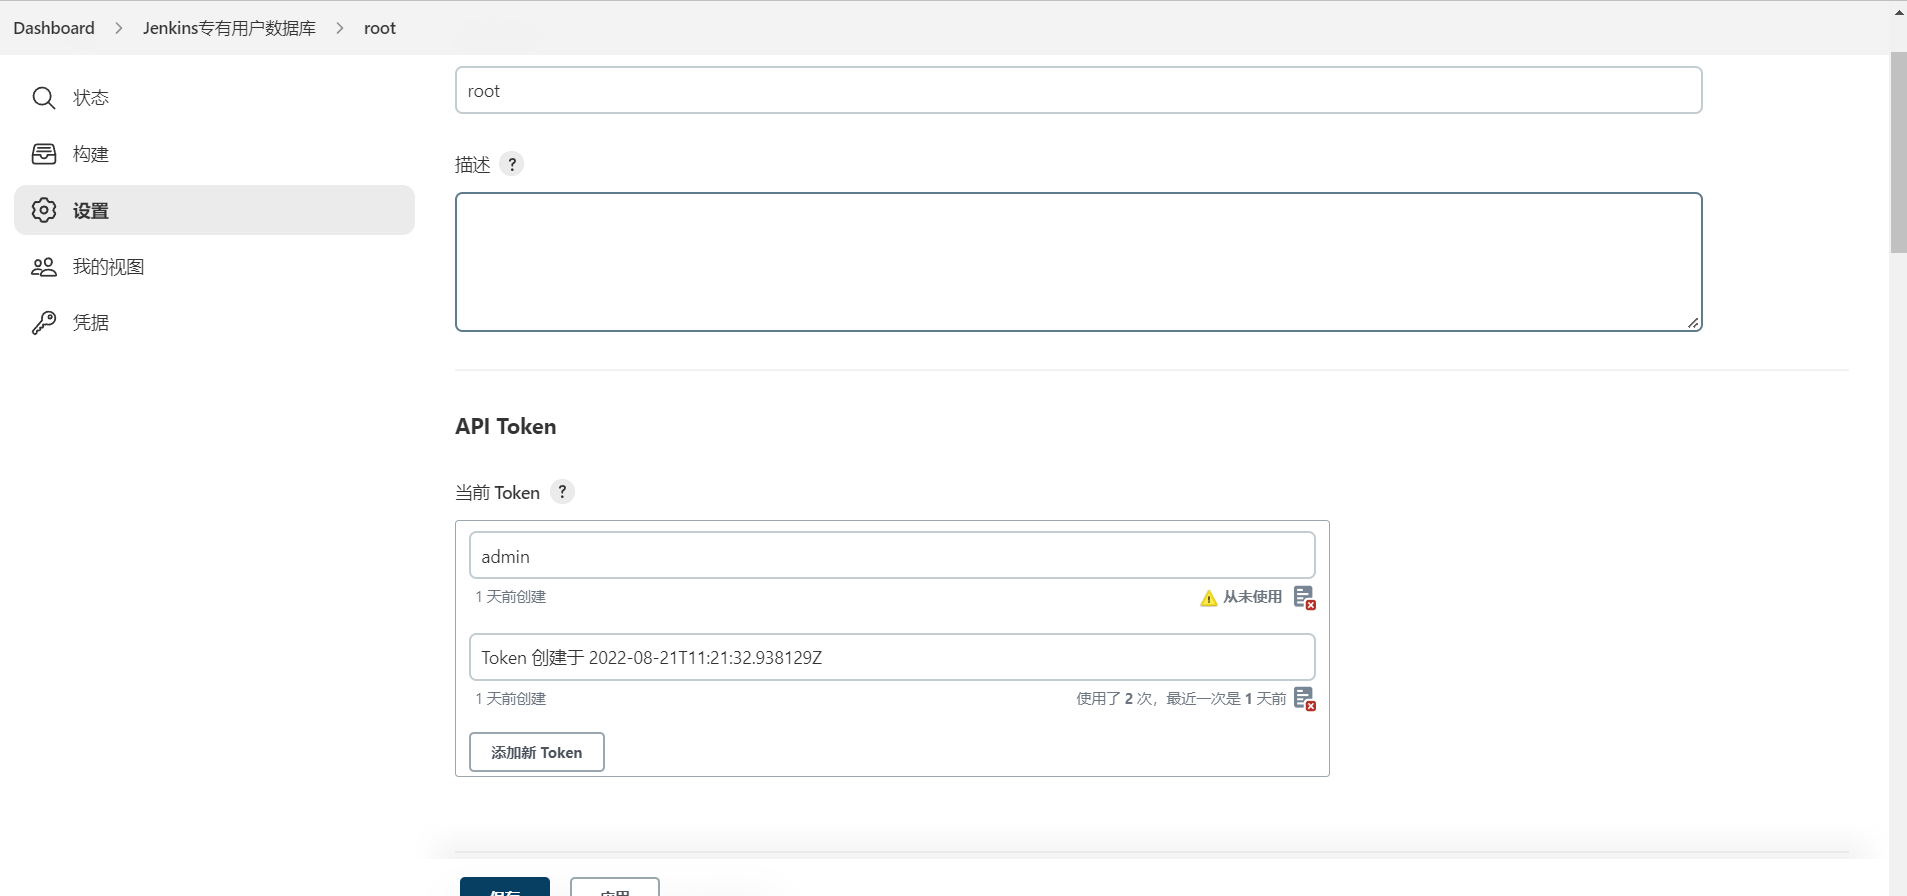 Dashboard > Jenkins专有用户数据库 > root
状态
构建
设置
我的视图
凭据
root
描述 ?
API Token
当前 Token ?
admin
1 天前创建 从未使用
Token 创建于 2022-08-21T11:21:32.938129Z
1 天前创建 使用了 2 次，最近一次是 1 天前
添加新 Token
保存 应用